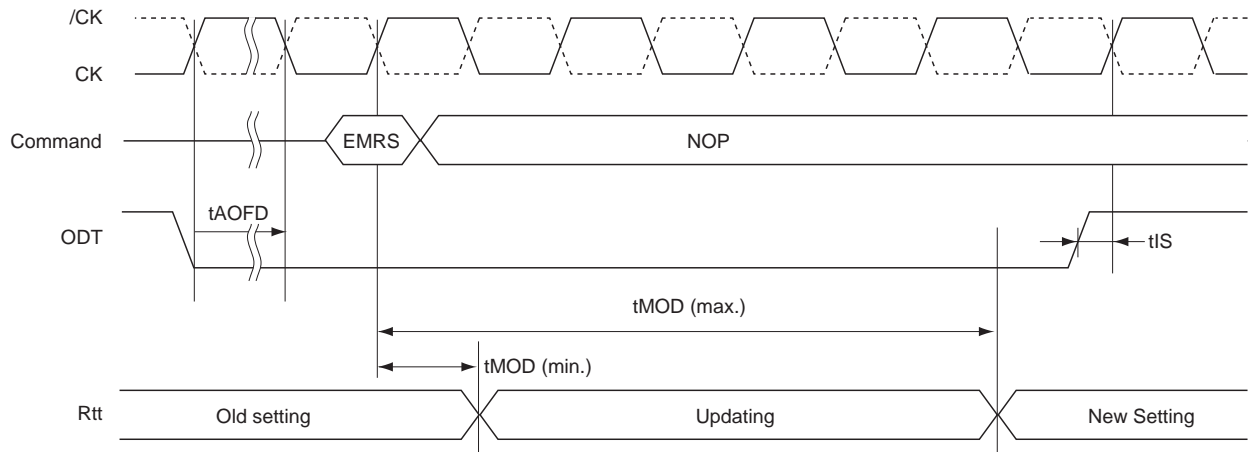 /CK
CK
Command
EMRS
NOP
tAOFD
ODT
tIS
tMOD (max.)
tMOD (min.)
Rtt
Old setting
Updating
New Setting